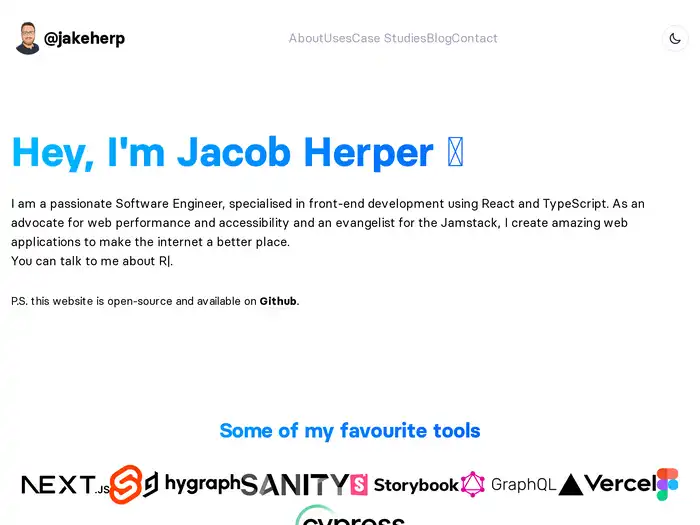 @jakeherp
AboutUsesCase StudiesBlogContact
Hey, I'm Jacob Herper
I am a passionate Software Engineer, specialised in front-end development using React and TypeScript. As an
advocate for web performance and accessibility and an evangelist for the Jamstack, I create amazing web
applications to make the internet a better place.
You can talk to me about R|.
P.S. this website is open-source and available on Github.
Some of my favourite tools
NEXT.JS hygraph SANITY Storybook GraphQL Vercel
cypress